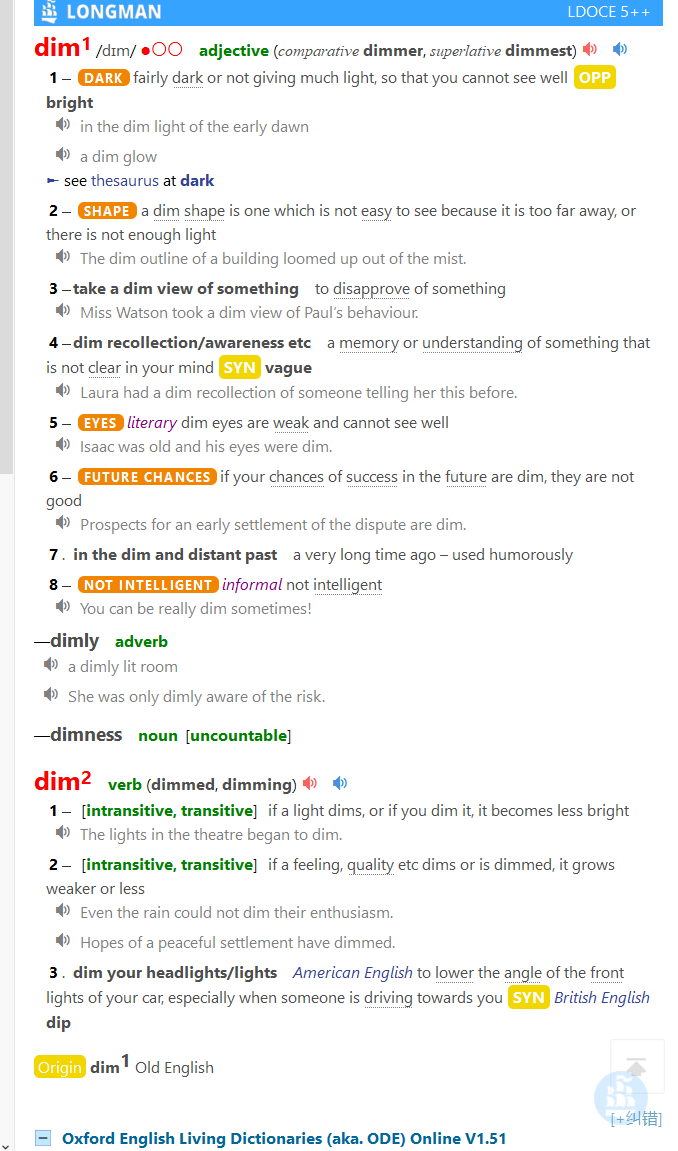 LONGMAN LDOCE 5++
dim1 /dɪm/ ●○○ adjective (comparative dimmer, superlative dimmest)
1 – DARK fairly dark or not giving much light, so that you cannot see well OPP
bright
in the dim light of the early dawn
a dim glow
► see thesaurus at dark
2 – SHAPE a dim shape is one which is not easy to see because it is too far away, or
there is not enough light
The dim outline of a building loomed up out of the mist.
3 – take a dim view of something to disapprove of something
Miss Watson took a dim view of Paul's behaviour.
4 – dim recollection/awareness etc a memory or understanding of something that
is not clear in your mind SYN vague
Laura had a dim recollection of someone telling her this before.
5 – EYES literary dim eyes are weak and cannot see well
Isaac was old and his eyes were dim.
6 – FUTURE CHANCES if your chances of success in the future are dim, they are not
good
Prospects for an early settlement of the dispute are dim.
7 . in the dim and distant past a very long time ago – used humorously
8 – NOT INTELLIGENT informal not intelligent
You can be really dim sometimes!
—dimly adverb
a dimly lit room
She was only dimly aware of the risk.
—dimness noun [uncountable]
dim2 verb (dimmed, dimming)
1 – [intransitive, transitive] if a light dims, or if you dim it, it becomes less bright
The lights in the theatre began to dim.
2 – [intransitive, transitive] if a feeling, quality etc dims or is dimmed, it grows
weaker or less
Even the rain could not dim their enthusiasm.
Hopes of a peaceful settlement have dimmed.
3 . dim your headlights/lights American English to lower the angle of the front
lights of your car, especially when someone is driving towards you SYN British English
dip
Origin dim1 Old English
[+纠错]
Oxford English Living Dictionaries (aka. ODE) Online V1.51